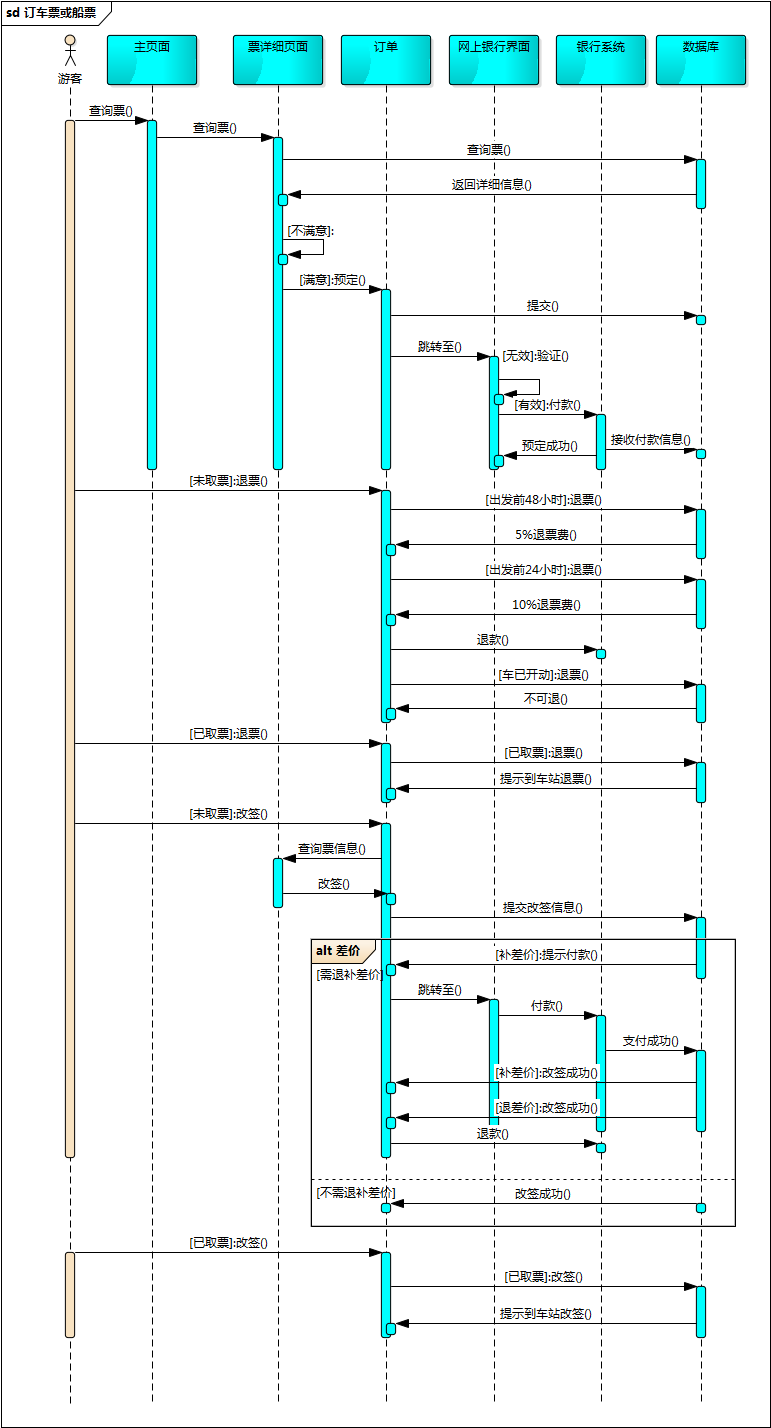 sd 订车票或船票
游客
主页面
票详细页面
订单
网上银行界面
银行系统
数据库
查询票()
查询票()
查询票()
返回详细信息()
[不满意]:
[满意]:预定()
提交()
跳转至()
[无效]:验证()
[有效]:付款()
预定成功()
接收付款信息()
[未取票]:退票()
[出发前48小时]:退票()
5%退票费()
[出发前24小时]:退票()
10%退票费()
退款()
[车已开动]:退票()
不可退()
[已取票]:退票()
[已取票]:退票()
提示到车站退票()
[未取票]:改签()
查询票信息()
改签()
提交改签信息()
alt 差价
[补差价]:提示付款()
[需退补差价]
跳转至()
付款()
支付成功()
[补差价]:改签成功()
[退差价]:改签成功()
退款()
[不需退补差价]
改签成功()
[已取票]:改签()
[已取票]:改签()
提示到车站改签()